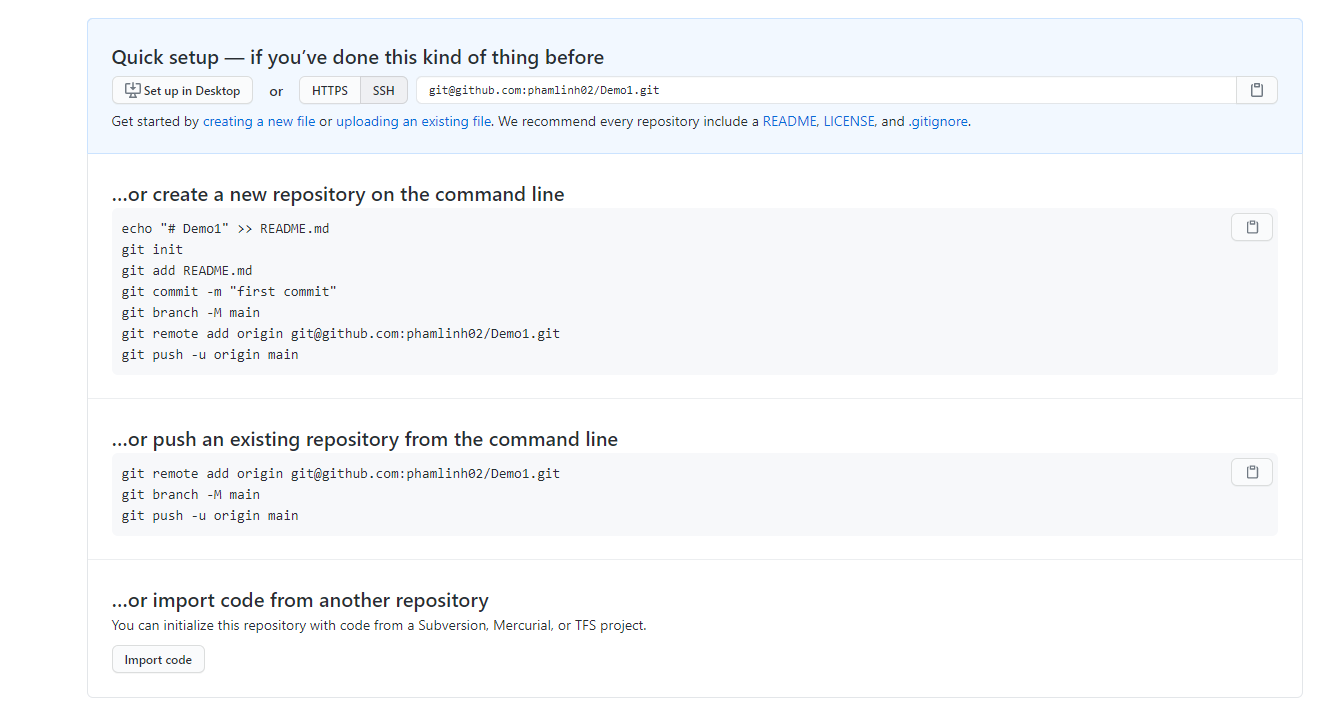 Quick setup — if you’ve done this kind of thing before
Set up in Desktop or HTTPS SSH git@github.com:phamlinh02/Demo1.git
Get started by creating a new file or uploading an existing file. We recommend every repository include a README, LICENSE, and .gitignore.
…or create a new repository on the command line
echo "# Demo1" >> README.md
git init
git add README.md
git commit -m "first commit"
git branch -M main
git remote add origin git@github.com:phamlinh02/Demo1.git
git push -u origin main
…or push an existing repository from the command line
git remote add origin git@github.com:phamlinh02/Demo1.git
git branch -M main
git push -u origin main
…or import code from another repository
You can initialize this repository with code from a Subversion, Mercurial, or TFS project.
Import code